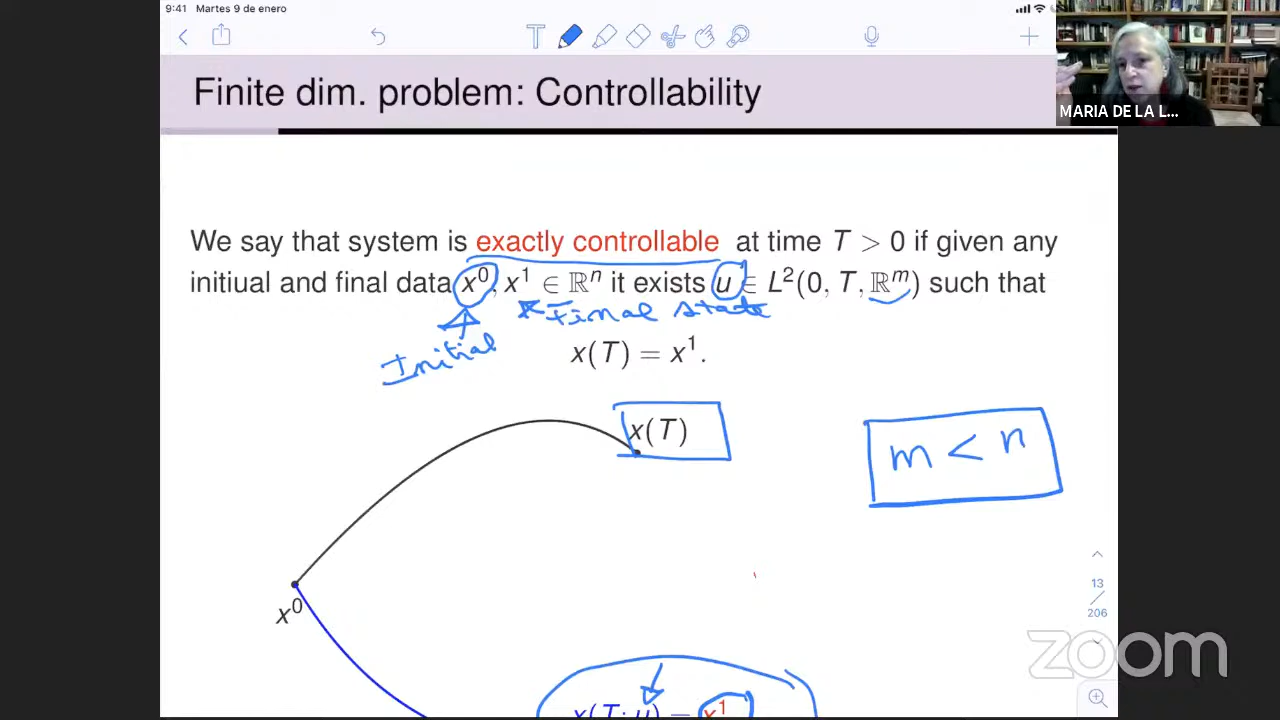 9:41 Martes 9 de enero
Finite dim. problem: Controllability
MARIA DE LA L...
We say that system is exactly controllable at time T > 0 if given any
initiual and final data x⁰, x¹ ∈ ℝⁿ it exists u ∈ L²(0, T, ℝᵐ) such that
Final state
Initial
x(T) = x¹.
x(T)
m < n
x⁰
13
206
zoom
x(T; u) = x¹